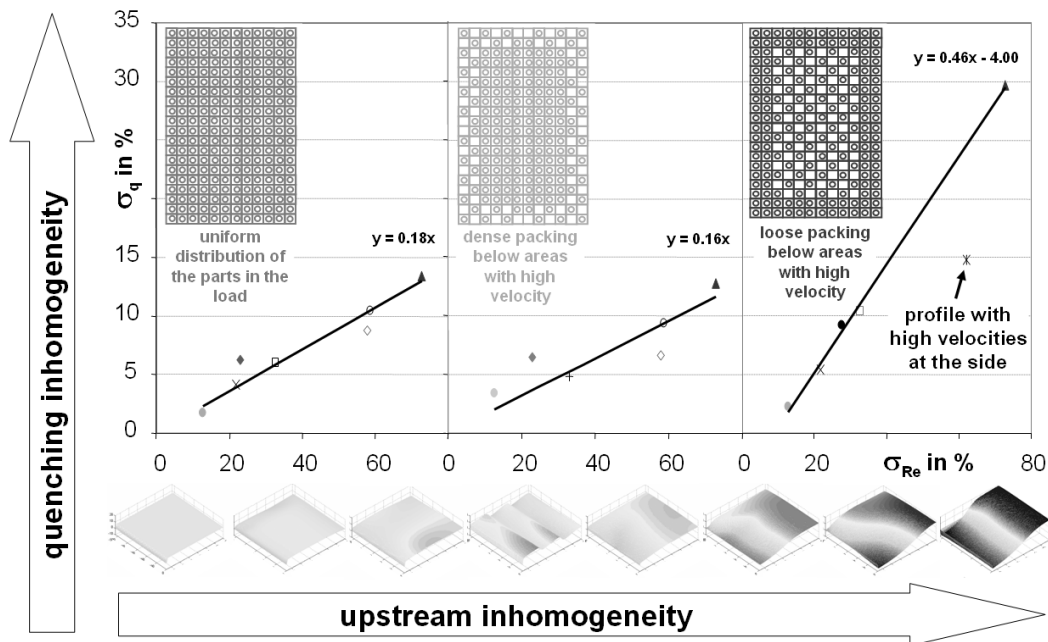 quenching inhomogeneity
σq in %
35
30
25
20
15
10
5
0
uniform
distribution of
the parts in the
load
y = 0.18x
dense packing
below areas
with high
velocity
y = 0.16x
loose packing
below areas
with high
velocity
y = 0.46x - 4.00
profile with
high velocities
at the side
0 20 40 60 0 20 40 60 0 20 40 60 80
σRe in %
upstream inhomogeneity